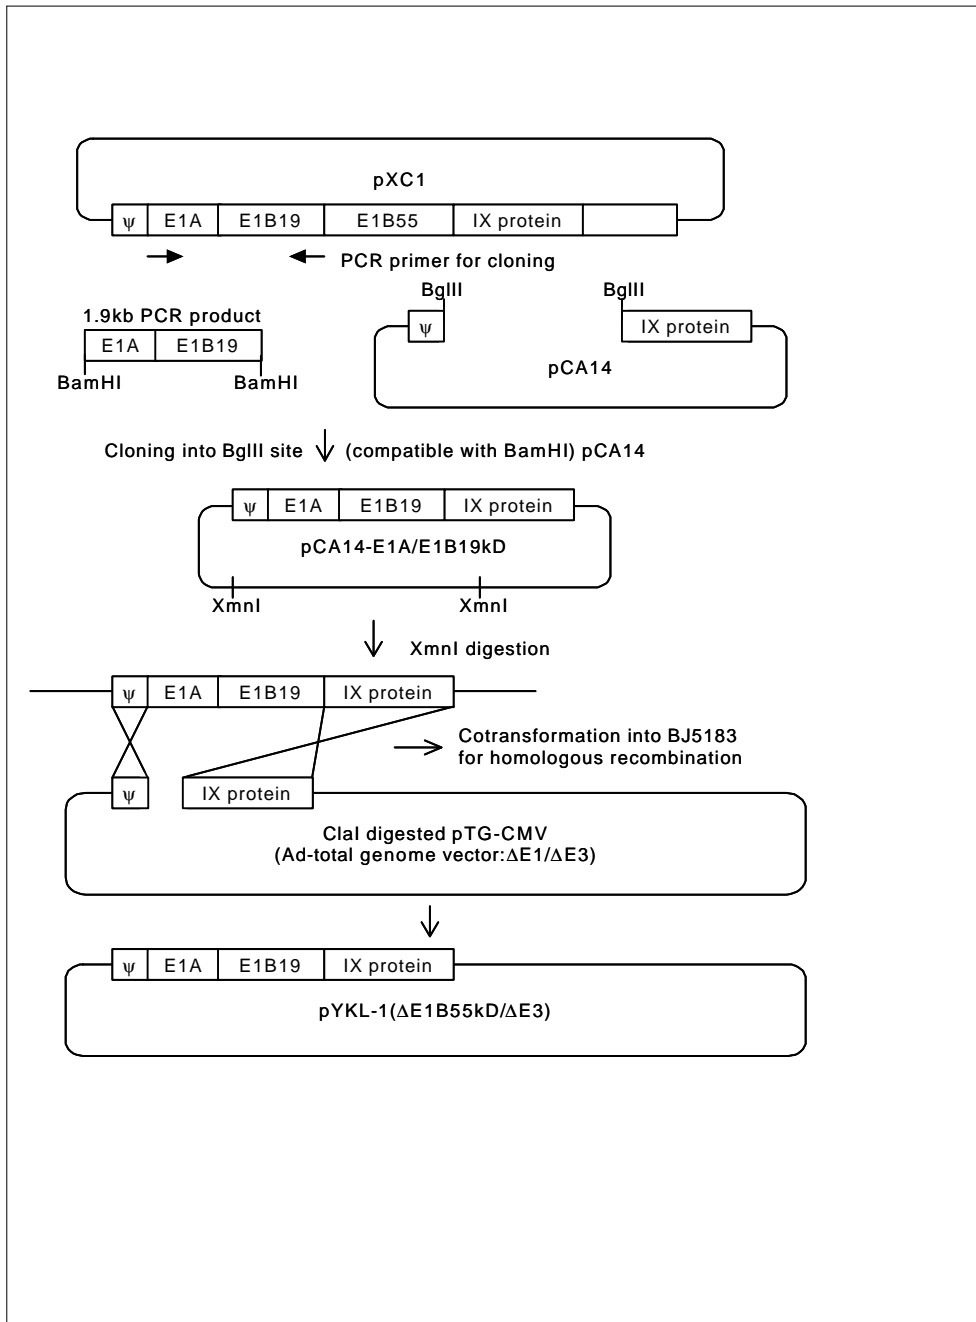 pXC1
ψ E1A E1B19 E1B55 IX protein
PCR primer for cloning
BglII BglII
1.9kb PCR product
ψ IX protein
E1A E1B19
pCA14
BamHI BamHI
Cloning into BglII site (compatible with BamHI) pCA14
ψ E1A E1B19 IX protein
pCA14-E1A/E1B19kD
XmnI XmnI
XmnI digestion
ψ E1A E1B19 IX protein
Cotransformation into BJ5183
for homologous recombination
ψ IX protein
ClaI digested pTG-CMV
(Ad-total genome vector:ΔE1/ΔE3)
ψ E1A E1B19 IX protein
pYKL-1(ΔE1B55kD/ΔE3)